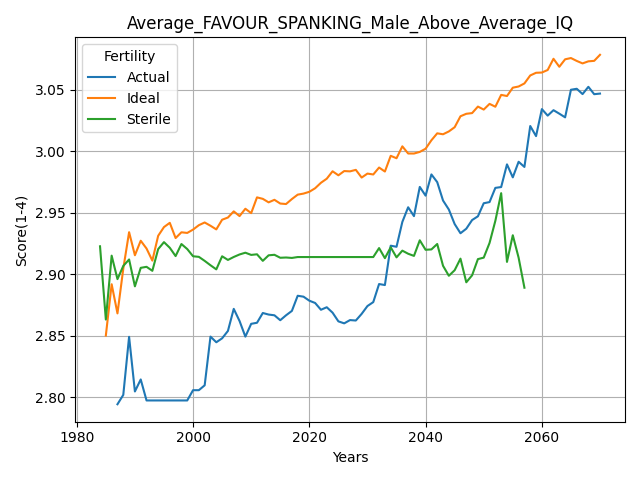 Average_FAVOUR_SPANKING_Male_Above_Average_IQ
Fertility
Actual
Ideal
Sterile
Score(1-4)
3.05
3.00
2.95
2.90
2.85
2.80
1980
2000
2020
2040
2060
Years